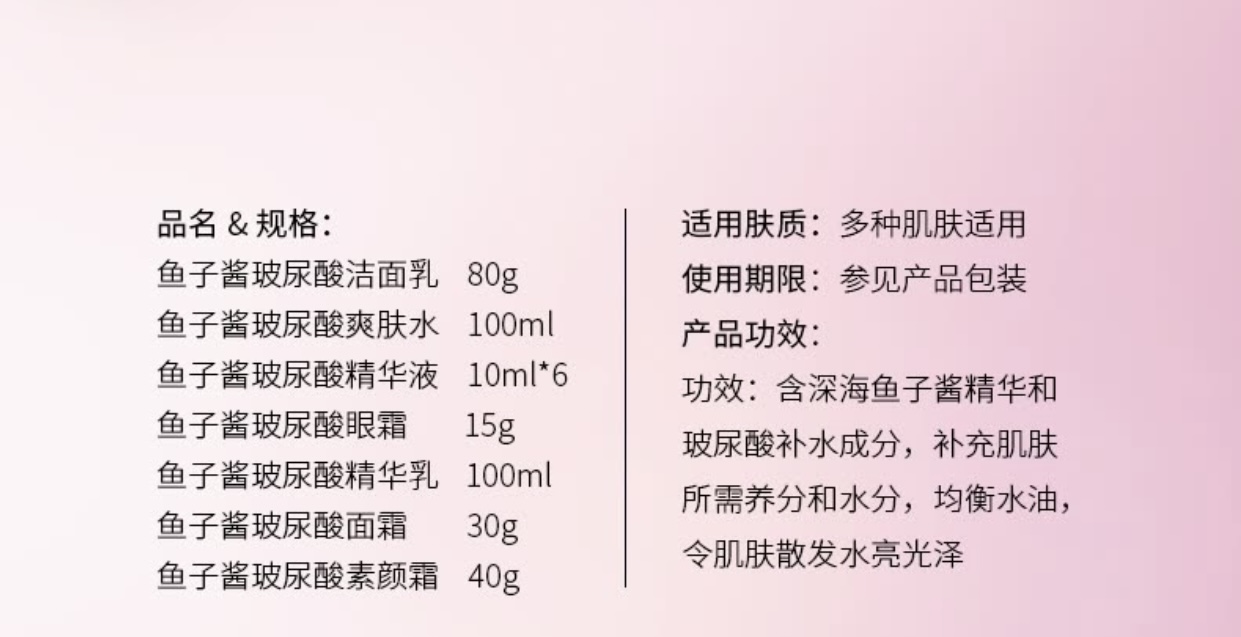 品名 & 规格：
鱼子酱玻尿酸洁面乳 80g
鱼子酱玻尿酸爽肤水 100ml
鱼子酱玻尿酸精华液 10ml*6
鱼子酱玻尿酸眼霜 15g
鱼子酱玻尿酸精华乳 100ml
鱼子酱玻尿酸面霜 30g
鱼子酱玻尿酸素颜霜 40g
适用肤质：多种肌肤适用
使用期限：参见产品包装
产品功效：
功效：含深海鱼子酱精华和
玻尿酸补水成分，补充肌肤
所需养分和水分，均衡水油，
令肌肤散发水亮光泽